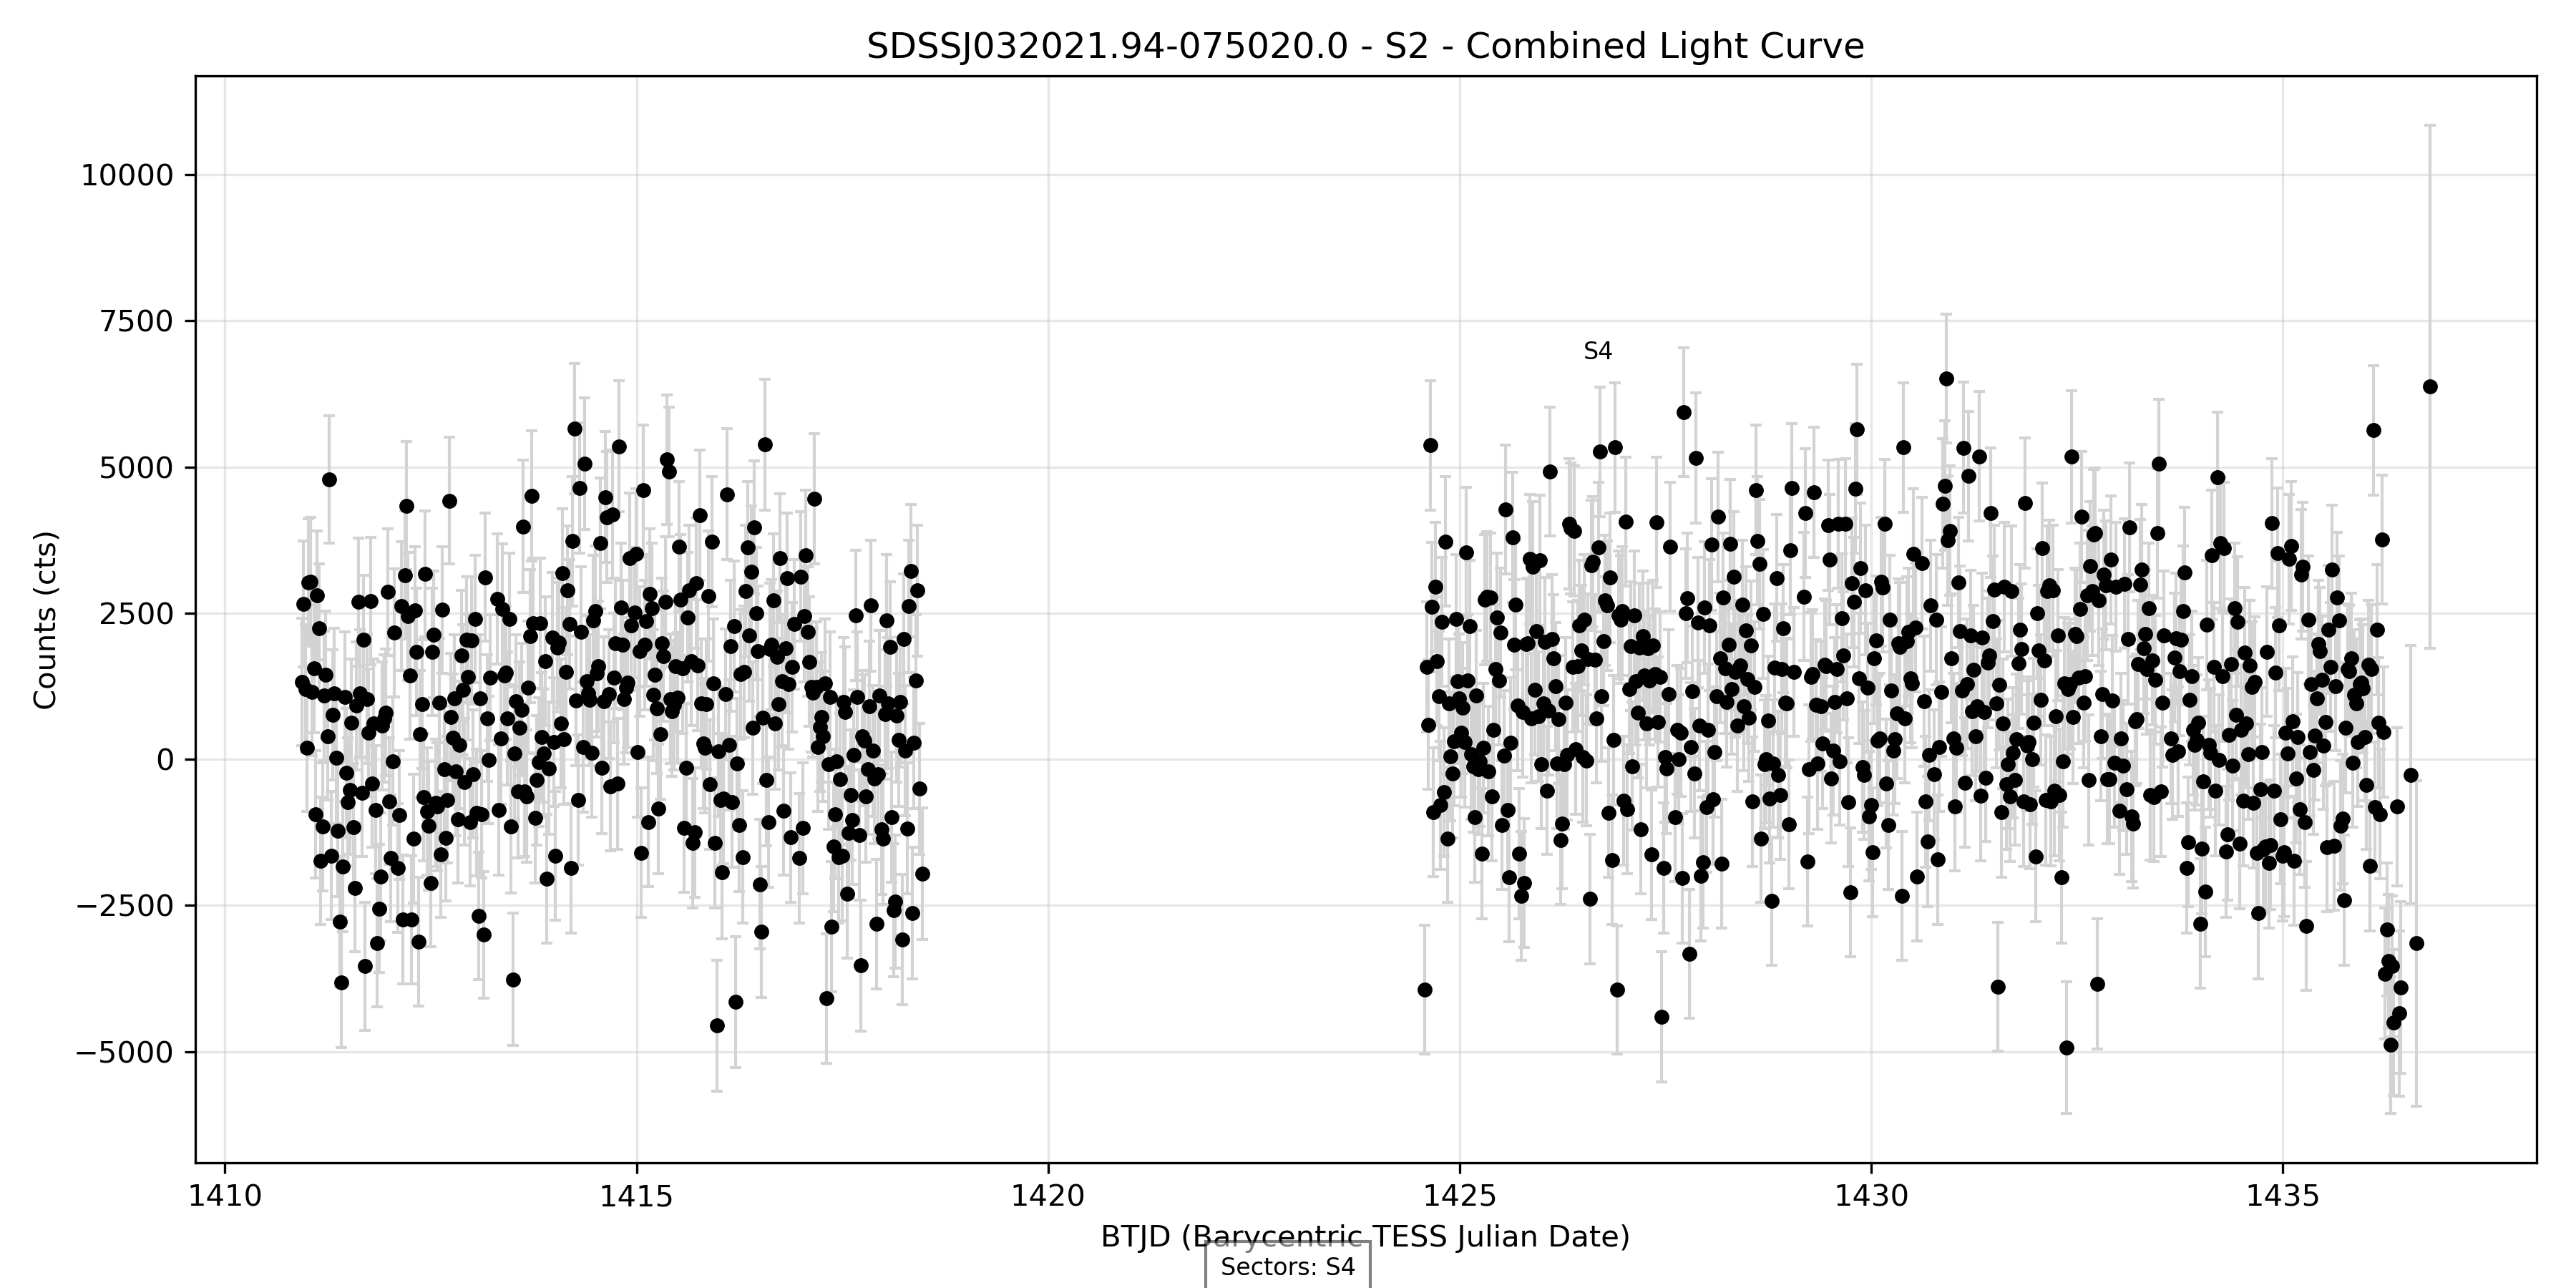 SDSSJ032021.94-075020.0 - S2 - Combined Light Curve
Counts (cts)
10000
7500
5000
2500
0
−2500
−5000
S4
1410 1415 1420 1425 1430 1435
BTJD (Barycentric TESS Julian Date)
Sectors: S4